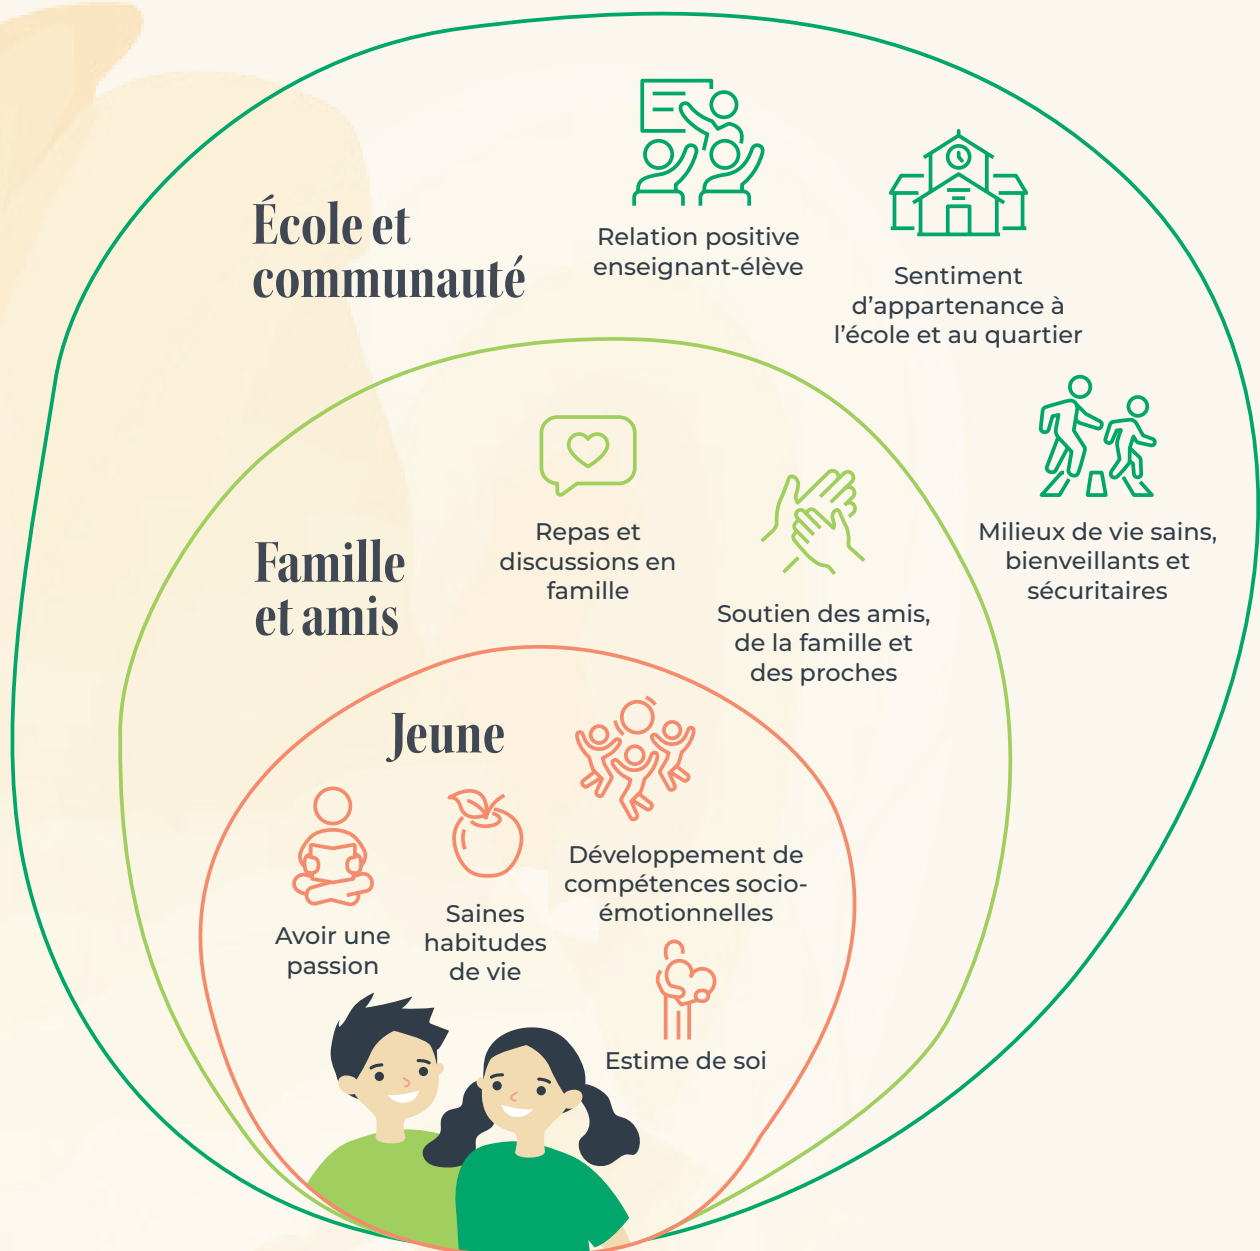 École et
communauté
Relation positive
enseignant-élève
Sentiment
d’appartenance à
l’école et au quartier
Milieux de vie sains,
bienveillants et
sécuritaires
Famille
et amis
Repas et
discussions en
famille
Soutien des amis,
de la famille et
des proches
Jeune
Avoir une
passion
Saines
habitudes
de vie
Développement de
compétences socio-
émotionnelles
Estime de soi